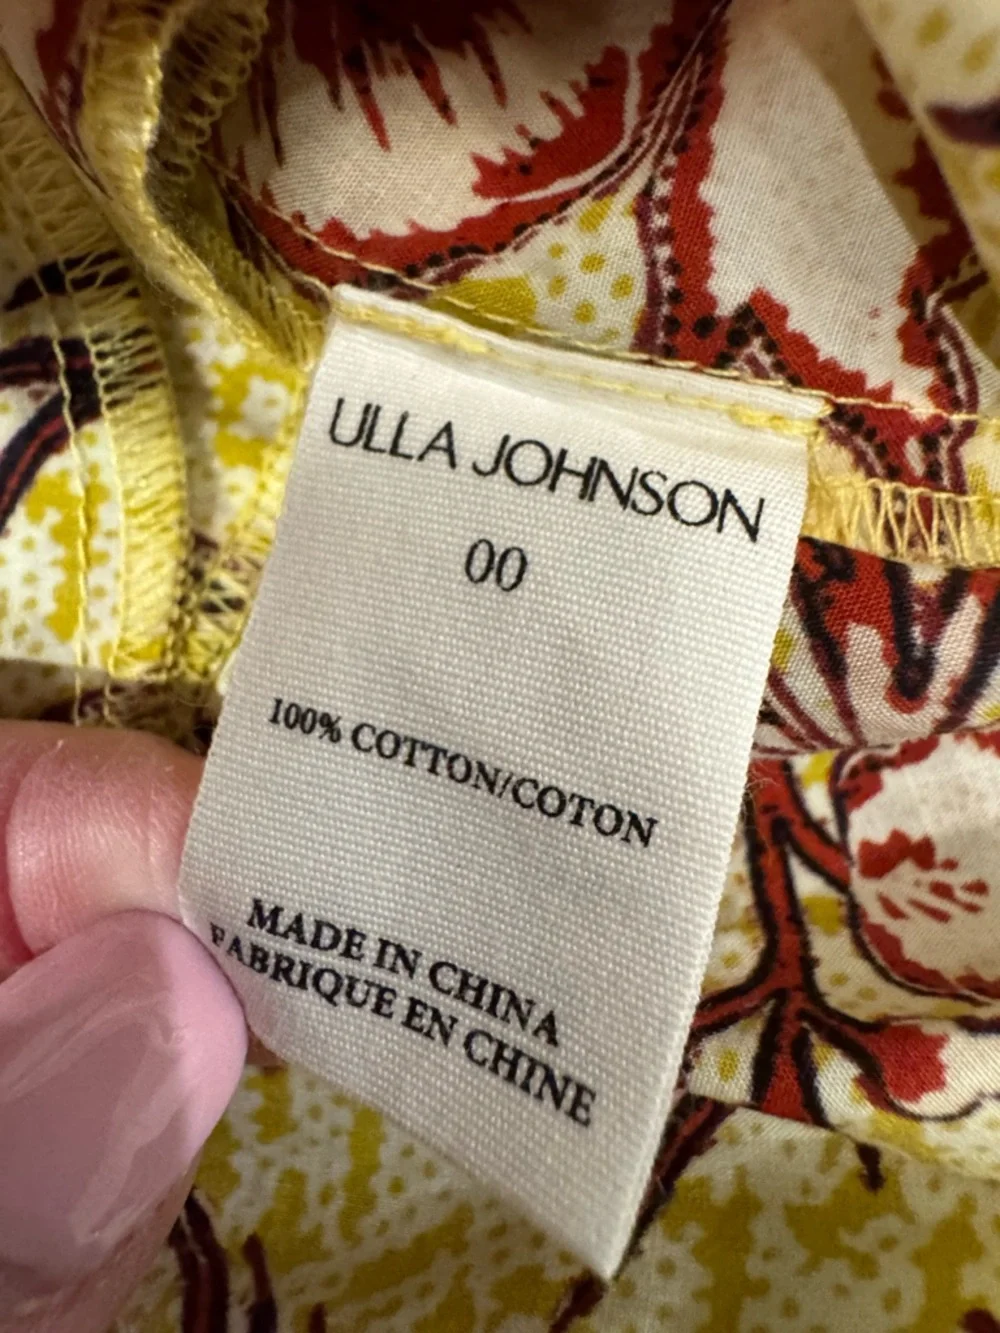 ULLA JOHNSON
00
100% COTTON/COTON
MADE IN CHINA
FABRIQUE EN CHINE